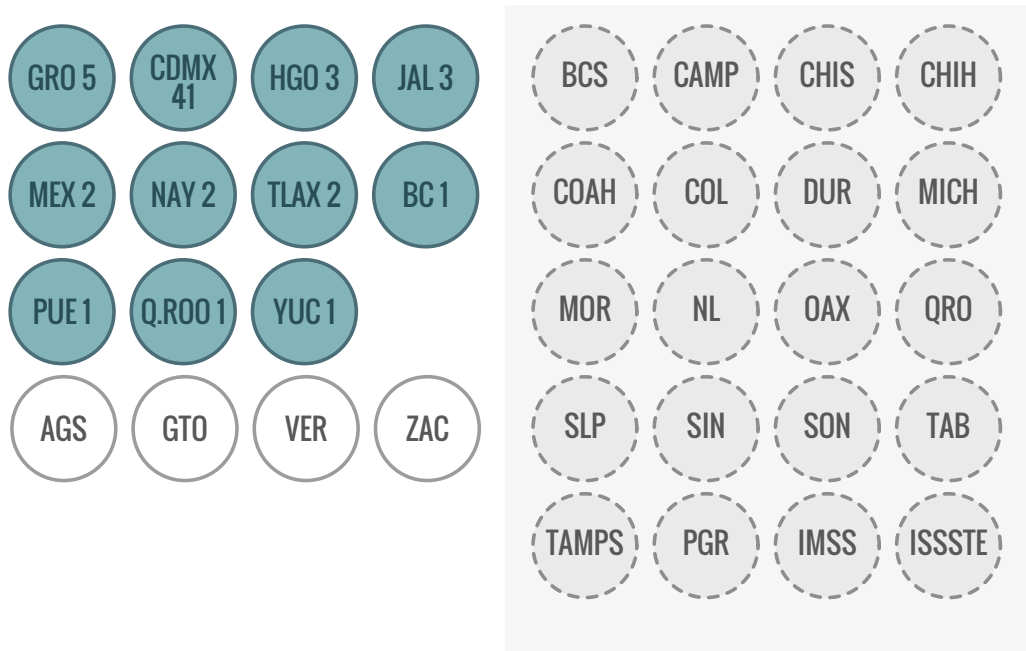 GRO 5
CDMX
41
HGO 3
JAL 3
MEX 2
NAY 2
TLAX 2
BC 1
PUE 1
Q.ROO 1
YUC 1
AGS
GTO
VER
ZAC
BCS
CAMP
CHIS
CHIH
COAH
COL
DUR
MICH
MOR
NL
OAX
QRO
SLP
SIN
SON
TAB
TAMPS
PGR
IMSS
ISSSTE